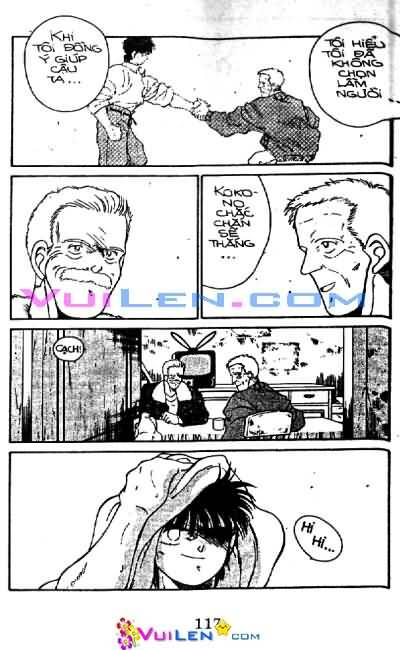 KHI
TÔI ĐỒNG
Ý GIÚP
CẬU
TA...
TÔI HIỂU
TÔI ĐÃ
KHÔNG
CHỌN
LẦM
NGƯỜI
KOKO-
NO
CHẮC
CHẮN
SẼ
THẮNG
...
VUILEN.COM
CẠCH!
HI
HI...
117
VUILEN.COM